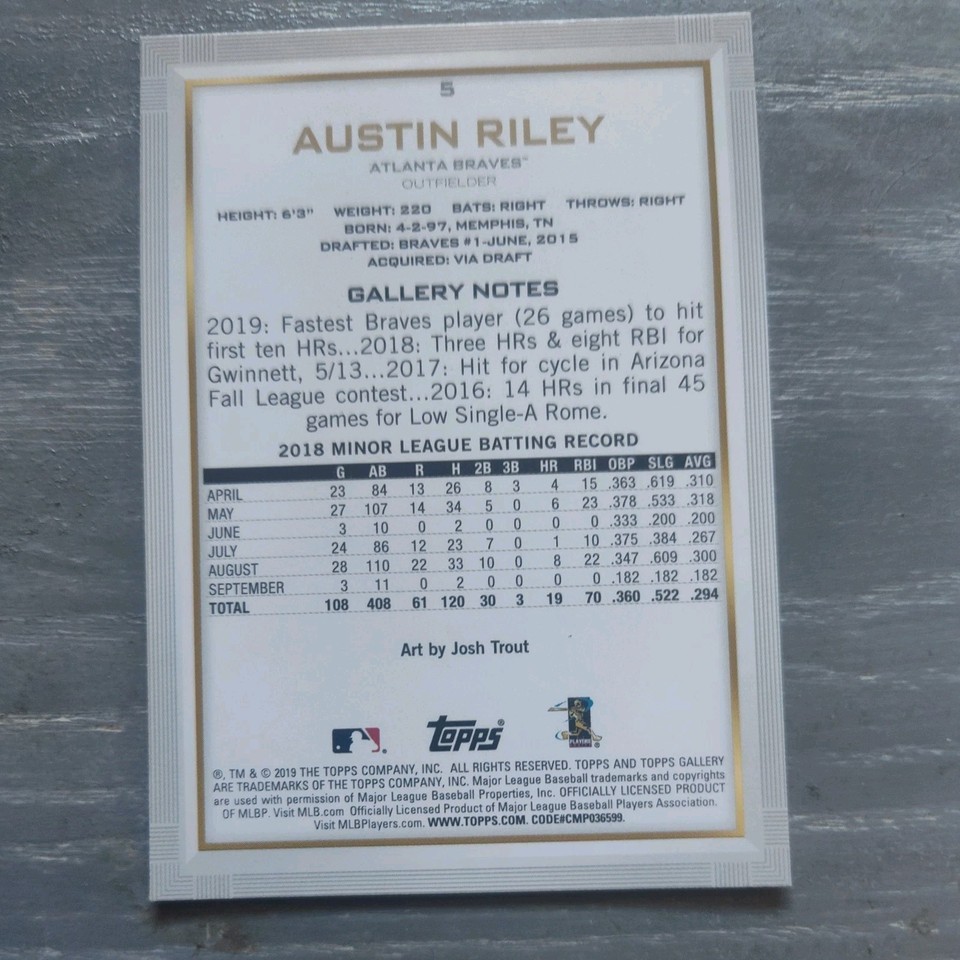 5
AUSTIN RILEY
ATLANTA BRAVES™
OUTFIELDER
HEIGHT: 6'3" WEIGHT: 220 BATS: RIGHT THROWS: RIGHT
BORN: 4-2-97, MEMPHIS, TN
DRAFTED: BRAVES #1-JUNE, 2015
ACQUIRED: VIA DRAFT
GALLERY NOTES
2019: Fastest Braves player (26 games) to hit
first ten HRs...2018: Three HRs & eight RBI for
Gwinnett, 5/13...2017: Hit for cycle in Arizona
Fall League contest...2016: 14 HRs in final 45
games for Low Single-A Rome.
2018 MINOR LEAGUE BATTING RECORD
G AB R H 2B 3B HR RBI OBP SLG AVG
APRIL 23 84 13 26 8 3 4 15 .363 .619 .310
MAY 27 107 14 34 5 0 6 23 .378 .533 .318
JUNE 3 10 0 2 0 0 0 0 .333 .200 .200
JULY 24 86 12 23 7 0 1 10 .375 .384 .267
AUGUST 28 110 22 33 10 0 8 22 .347 .609 .300
SEPTEMBER 3 11 0 2 0 0 0 0 .182 .182 .182
TOTAL 108 408 61 120 30 3 19 70 .360 .522 .294
Art by Josh Trout
Topps®
PLAYERS
®, TM & © 2019 THE TOPPS COMPANY, INC. ALL RIGHTS RESERVED. TOPPS AND TOPPS GALLERY
ARE TRADEMARKS OF THE TOPPS COMPANY, INC. Major League Baseball trademarks and copyrights
are used with permission of Major League Baseball Properties, Inc. OFFICIALLY LICENSED PRODUCT
OF MLBP. Visit MLB.com Officially Licensed Product of Major League Baseball Players Association.
Visit MLBPlayers.com. WWW.TOPPS.COM. CODE#CMP036599.